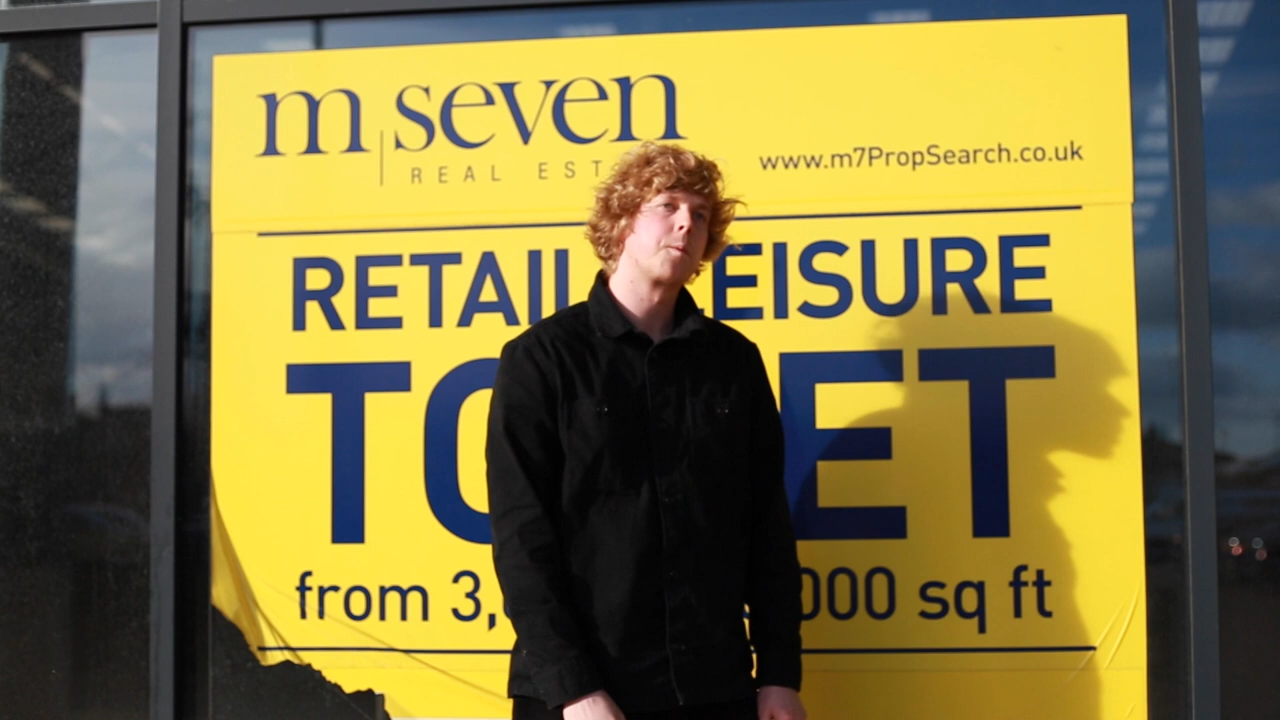 m seven
REAL EST
www.m7PropSearch.co.uk
RETAIL EISURE
TO ET
from 3, 000 sq ft